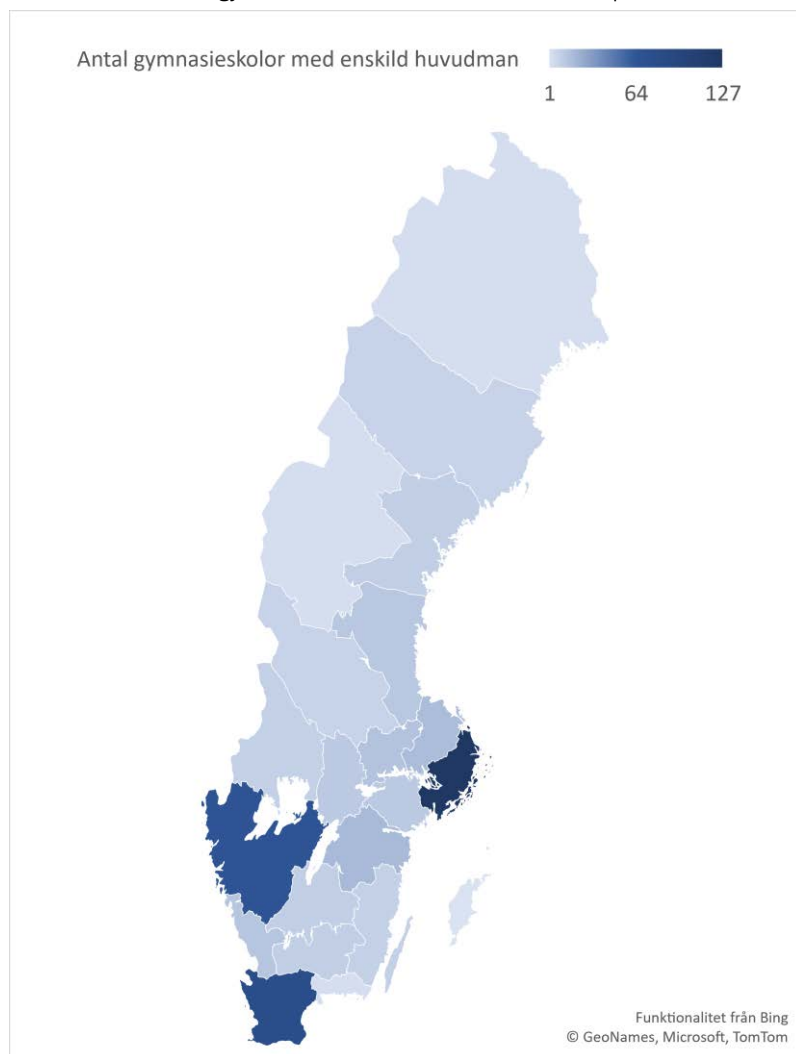 Antal gymnasieskolor med enskild huvudman
1 64 127
Funktionalitet från Bing
© GeoNames, Microsoft, TomTom